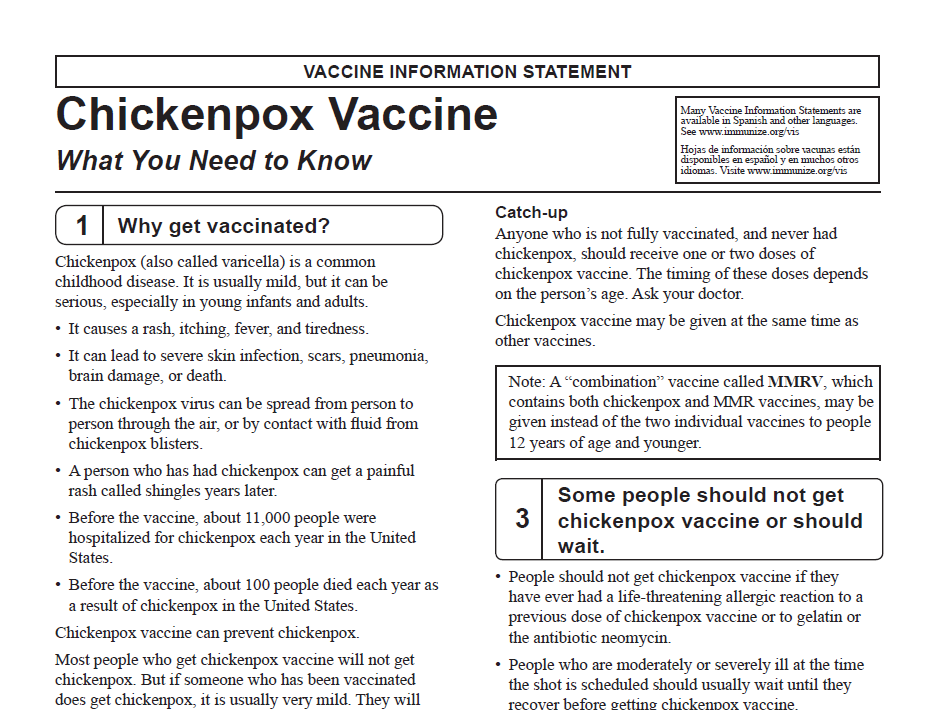 VACCINE INFORMATION STATEMENT
Chickenpox Vaccine
What You Need to Know
Many Vaccine Information Statements are
available in Spanish and other languages.
See www.immunize.org/vis
Hojas de información sobre vacunas están
disponibles en español y en muchos otros
idiomas. Visite www.immunize.org/vis
1 Why get vaccinated?
Chickenpox (also called varicella) is a common
childhood disease. It is usually mild, but it can be
serious, especially in young infants and adults.
• It causes a rash, itching, fever, and tiredness.
• It can lead to severe skin infection, scars, pneumonia,
brain damage, or death.
• The chickenpox virus can be spread from person to
person through the air, or by contact with fluid from
chickenpox blisters.
• A person who has had chickenpox can get a painful
rash called shingles years later.
• Before the vaccine, about 11,000 people were
hospitalized for chickenpox each year in the United
States.
• Before the vaccine, about 100 people died each year as
a result of chickenpox in the United States.
Chickenpox vaccine can prevent chickenpox.
Most people who get chickenpox vaccine will not get
chickenpox. But if someone who has been vaccinated
does get chickenpox, it is usually very mild. They will
Catch-up
Anyone who is not fully vaccinated, and never had
chickenpox, should receive one or two doses of
chickenpox vaccine. The timing of these doses depends
on the person’s age. Ask your doctor.
Chickenpox vaccine may be given at the same time as
other vaccines.
Note: A “combination” vaccine called MMRV, which
contains both chickenpox and MMR vaccines, may be
given instead of the two individual vaccines to people
12 years of age and younger.
3 Some people should not get
chickenpox vaccine or should
wait.
• People should not get chickenpox vaccine if they
have ever had a life-threatening allergic reaction to a
previous dose of chickenpox vaccine or to gelatin or
the antibiotic neomycin.
• People who are moderately or severely ill at the time
the shot is scheduled should usually wait until they
recover before getting chickenpox vaccine.